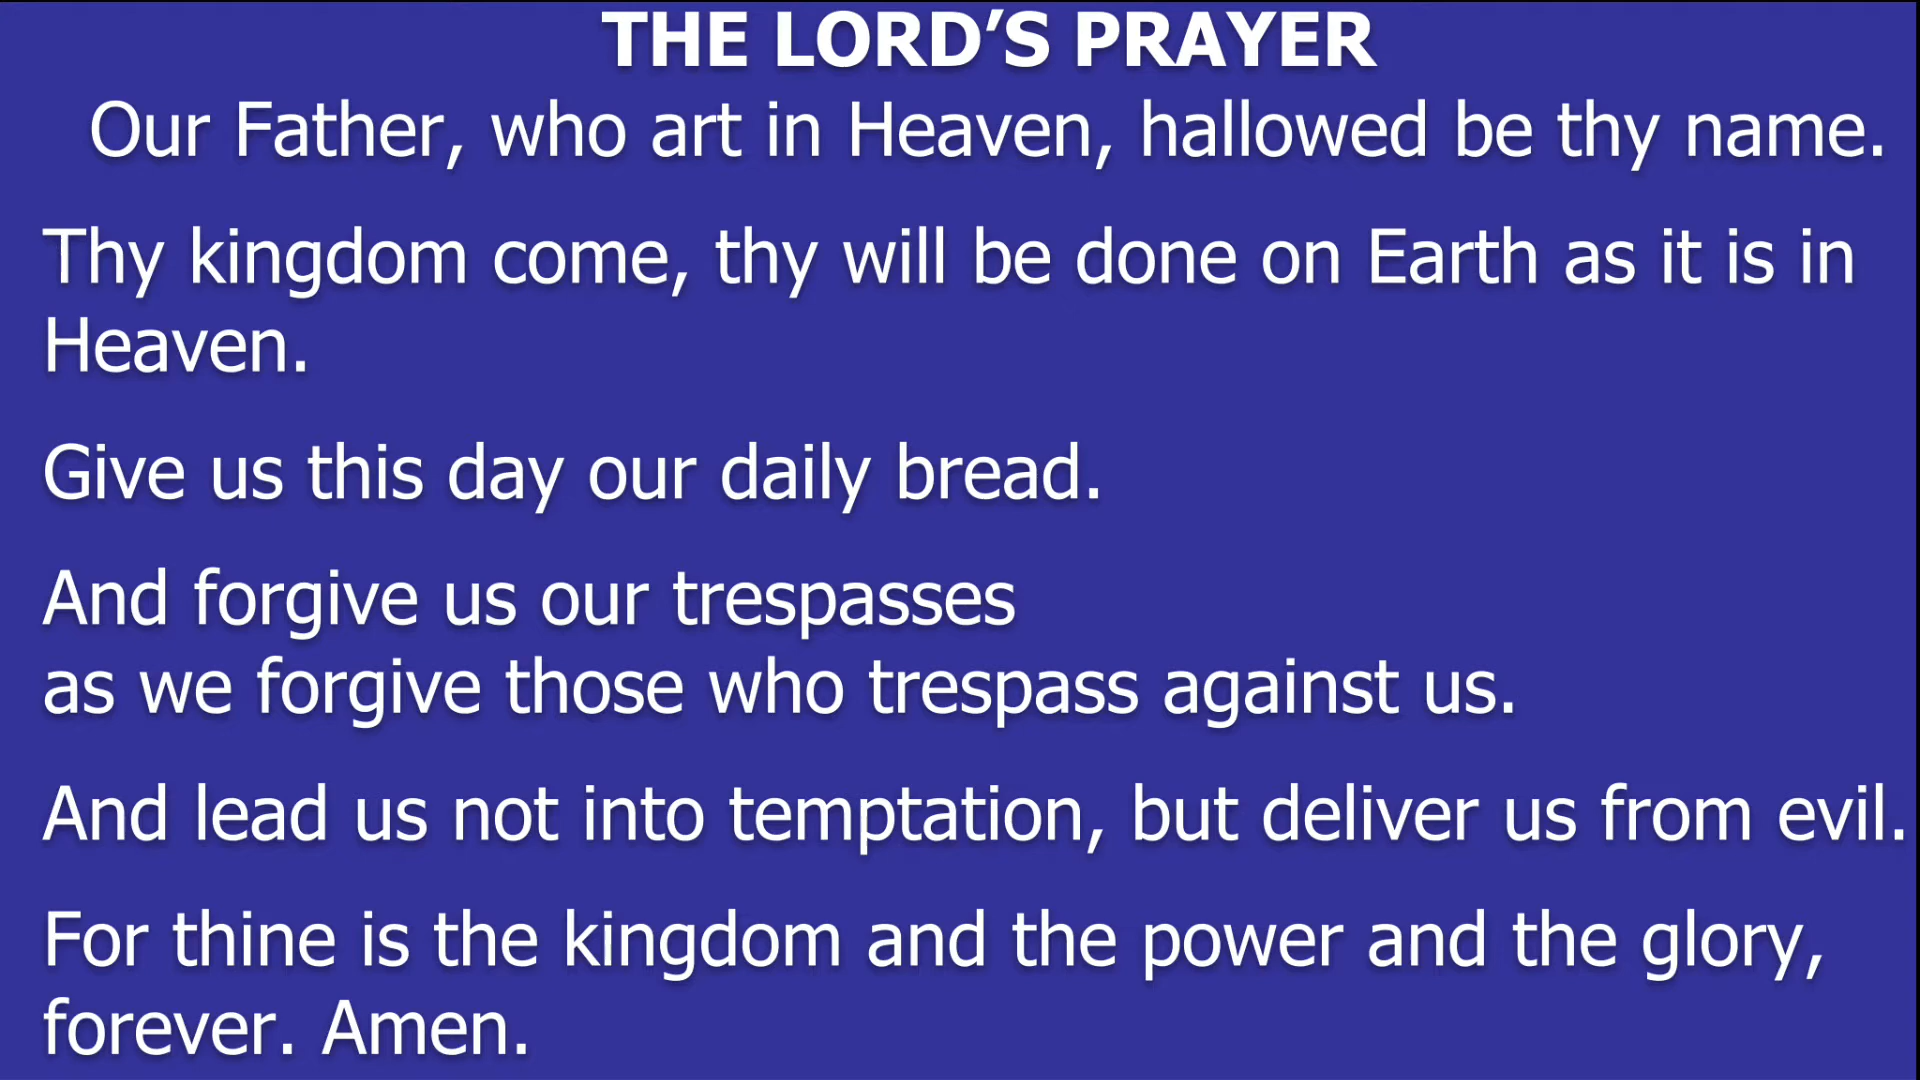 THE LORD’S PRAYER
Our Father, who art in Heaven, hallowed be thy name.
Thy kingdom come, thy will be done on Earth as it is in
Heaven.
Give us this day our daily bread.
And forgive us our trespasses
as we forgive those who trespass against us.
And lead us not into temptation, but deliver us from evil.
For thine is the kingdom and the power and the glory,
forever. Amen.